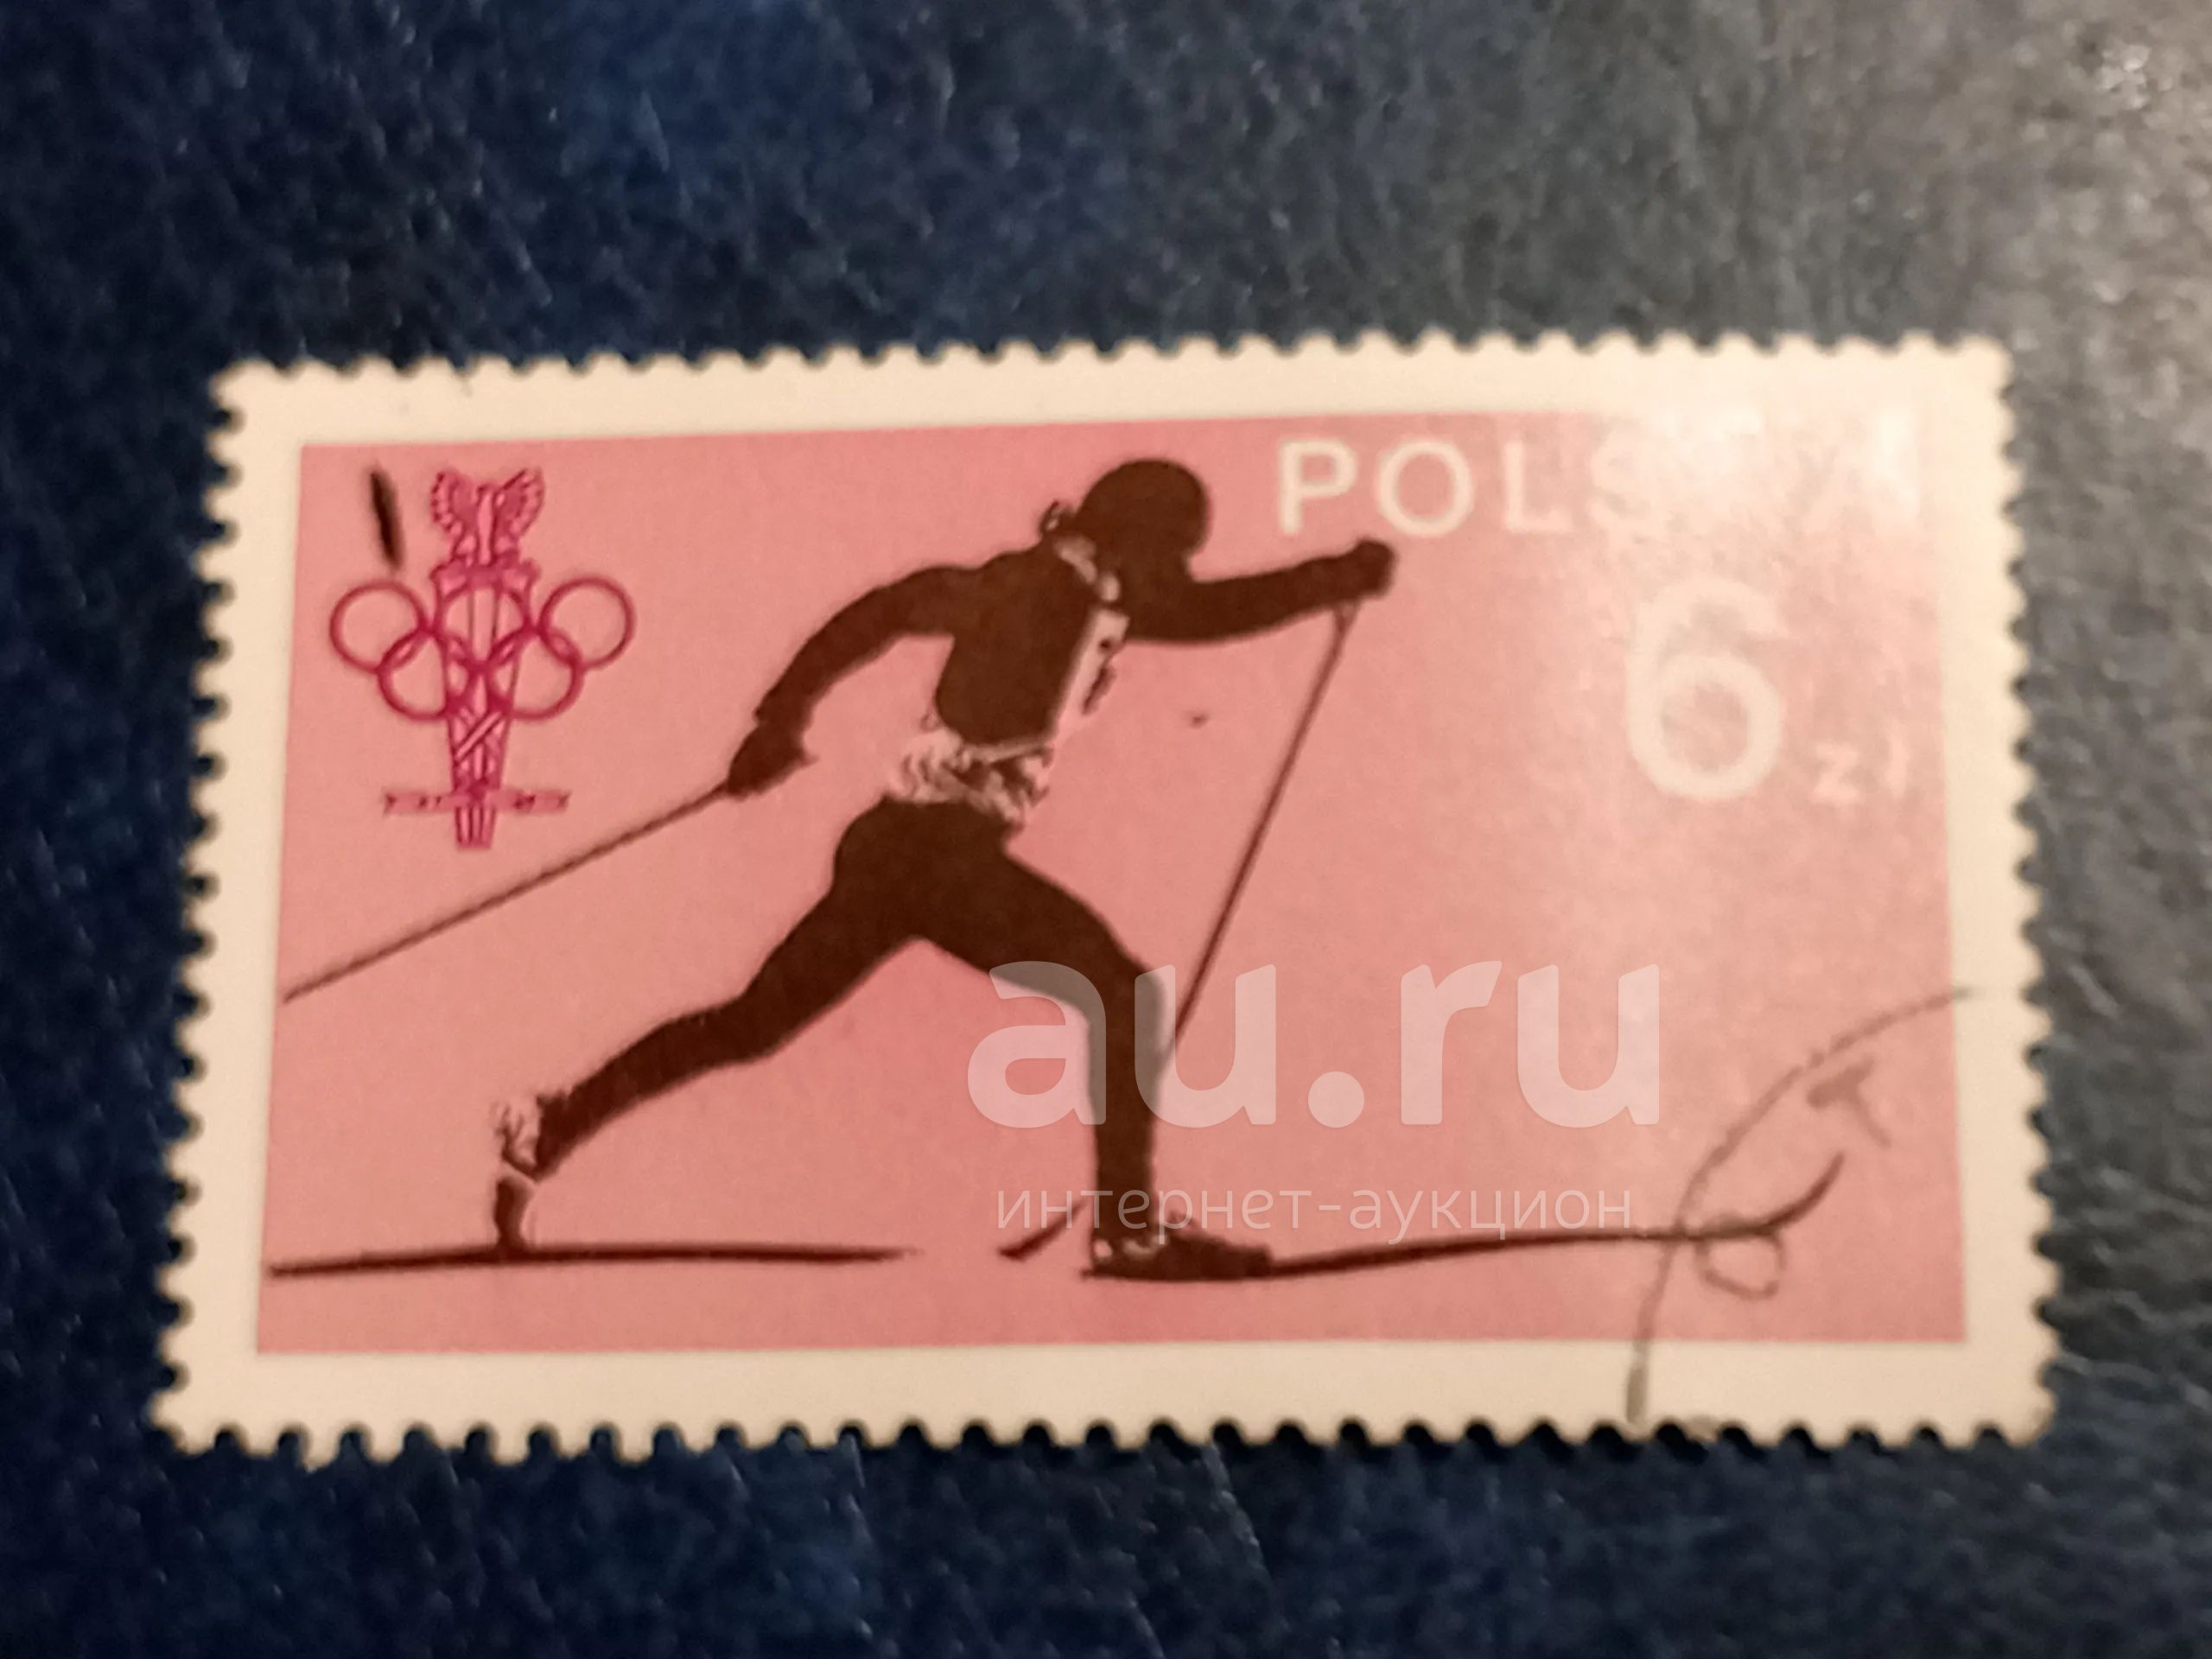 POLSKA
6 zł
au.ru
интернет-аукцион